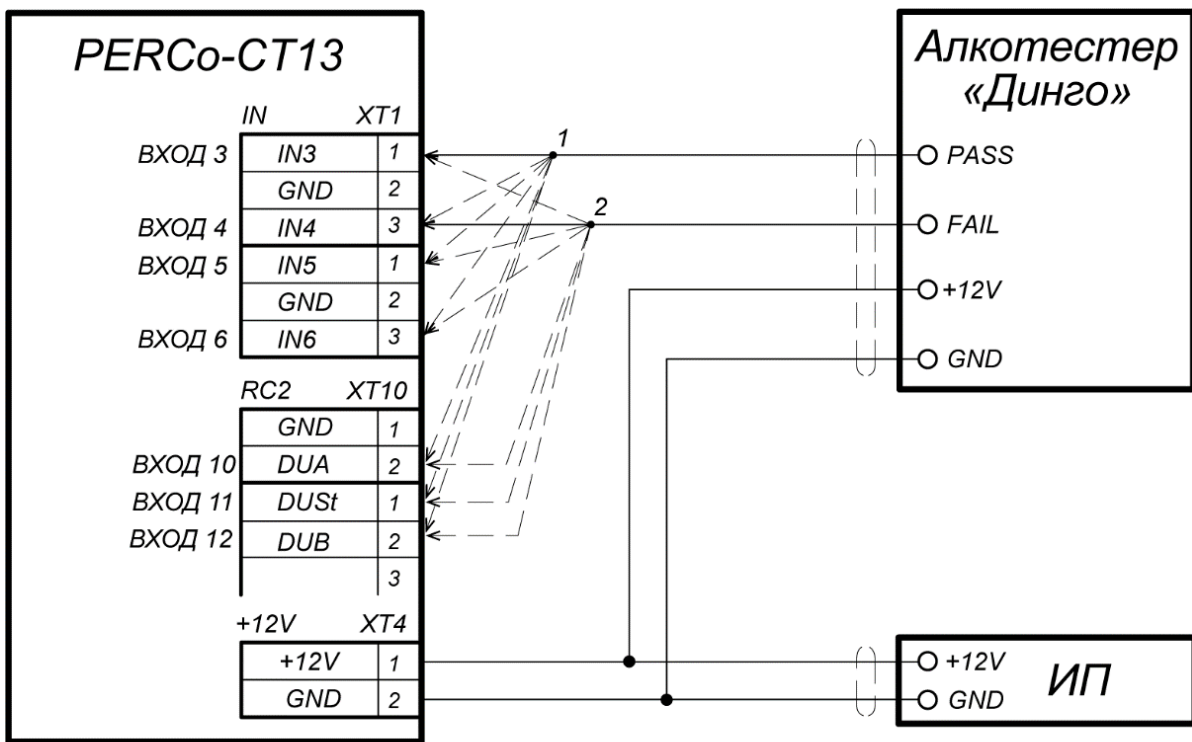 PERCo-CT13
IN XT1
ВХОД 3 IN3 1
GND 2
ВХОД 4 IN4 3
ВХОД 5 IN5 1
GND 2
ВХОД 6 IN6 3
RC2 XT10
GND 1
ВХОД 10 DUA 2
ВХОД 11 DUSt 1
ВХОД 12 DUB 2
3
+12V XT4
+12V 1
GND 2
1
2
Алкотестер
«Динго»
PASS
FAIL
+12V
GND
+12V
GND
ИП